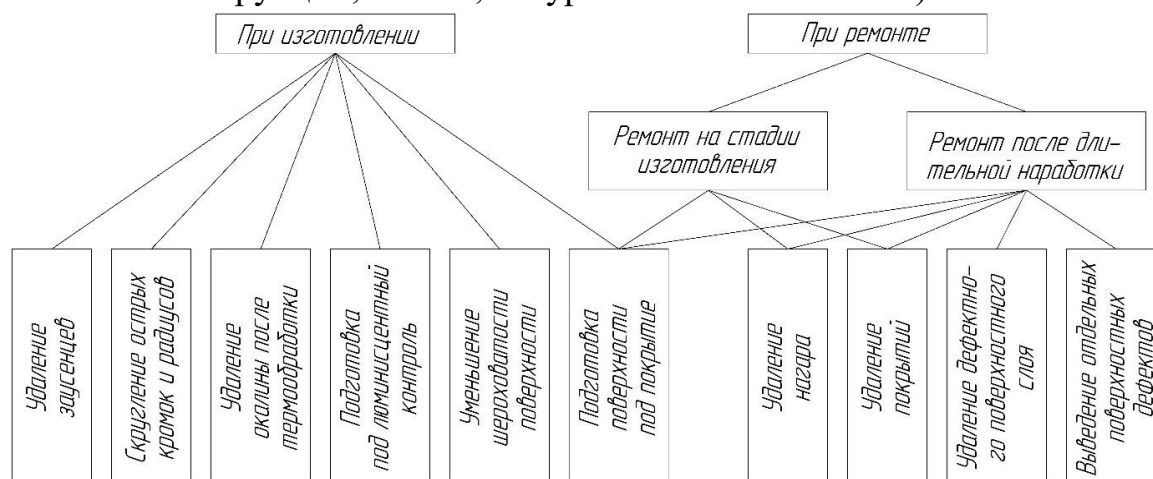 При изготовлении
При ремонте
Ремонт на стадии
изготовления
Ремонт после дли-
тельной наработки
Удаление
заусенцев
Скругление острых
кромок и радиусов
Удаление
окалины после
термообработки
Подготовка
под люминисцентный
контроль
Уменьшение
шероховатости
поверхности
Подготовка
поверхности
под покрытие
Удаление
нагара
Удаление
покрытий
Удаление дефектно-
го поверхностного
слоя
Выведение отдельных
поверхностных
дефектов